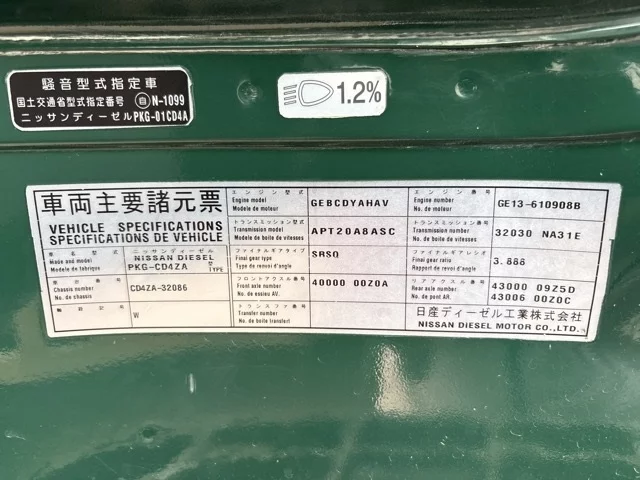 騒音型式指定車
国土交通省型式指定番号 自 N-1099
ニッサンディーゼル PKG-01CD4A
1.2%
車両主要諸元票
VEHICLE SPECIFICATIONS
SPECIFICATIONS DE VEHICLE
車名 ニッサンディーゼル 型式
Made and model NISSAN DIESEL
Modele de fabrique PKG-CD4ZA TYPE
車台番号
Chassis number CD4ZA-32086
No. de chassis
W
エンジン型式
Engine model GEBCDYAHAV
Modele de moteur
トランスミッション型式
Transmission model APT20A8ASC
Modele de boite de vitesses
ファイナルギアタイプ
Final gear type SRSQ
Type de renvoi d'angle
フロントアクスル番号
Front axle number 40000 00Z0A
No. de essieu AV.
トランスファ番号
Transfer number
No. de boite transfert
エンジン番号
Engine number GE13-610908B
No. de moteur
トランスミッション番号
Transmission number 32030 NA31E
No. de boite de vitesses
ファイナルギアレシオ
Final gear ratio 3.888
Rapport de renvoi d'angle
リアアクスル番号
Rear axle number 43000 09Z5D
No. de pont AR. 43006 00Z0C
日産ディーゼル工業株式会社
NISSAN DIESEL MOTOR CO.,LTD.